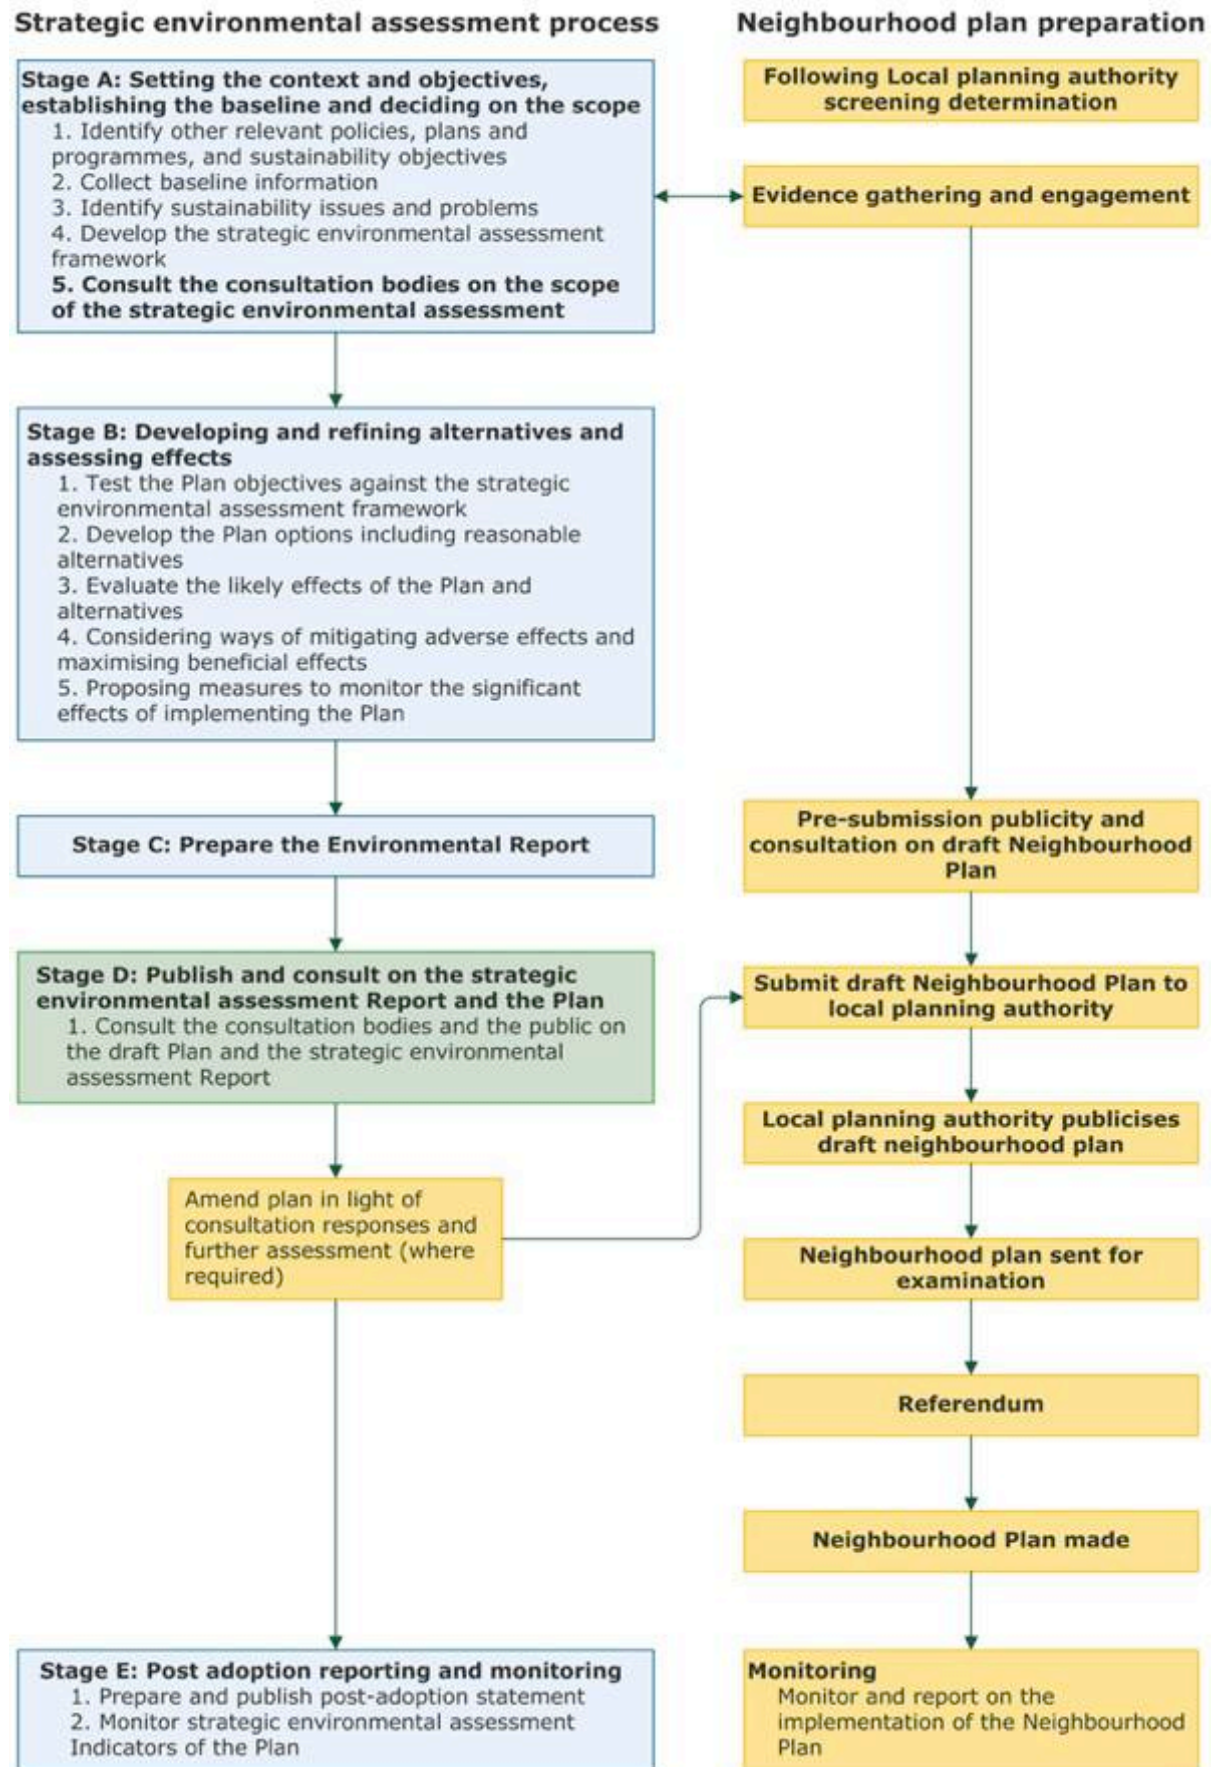 Strategic environmental assessment process
Neighbourhood plan preparation
Stage A: Setting the context and objectives,
establishing the baseline and deciding on the scope
1. Identify other relevant policies, plans and
programmes, and sustainability objectives
2. Collect baseline information
3. Identify sustainability issues and problems
4. Develop the strategic environmental assessment
framework
5. Consult the consultation bodies on the scope
of the strategic environmental assessment
Following Local planning authority
screening determination
Evidence gathering and engagement
Stage B: Developing and refining alternatives and
assessing effects
1. Test the Plan objectives against the strategic
environmental assessment framework
2. Develop the Plan options including reasonable
alternatives
3. Evaluate the likely effects of the Plan and
alternatives
4. Considering ways of mitigating adverse effects and
maximising beneficial effects
5. Proposing measures to monitor the significant
effects of implementing the Plan
Stage C: Prepare the Environmental Report
Pre-submission publicity and
consultation on draft Neighbourhood
Plan
Stage D: Publish and consult on the strategic
environmental assessment Report and the Plan
1. Consult the consultation bodies and the public on
the draft Plan and the strategic environmental
assessment Report
Submit draft Neighbourhood Plan to
local planning authority
Local planning authority publicises
draft neighbourhood plan
Amend plan in light of
consultation responses and
further assessment (where
required)
Neighbourhood plan sent for
examination
Referendum
Neighbourhood Plan made
Stage E: Post adoption reporting and monitoring
1. Prepare and publish post-adoption statement
2. Monitor strategic environmental assessment
Indicators of the Plan
Monitoring
Monitor and report on the
implementation of the Neighbourhood
Plan